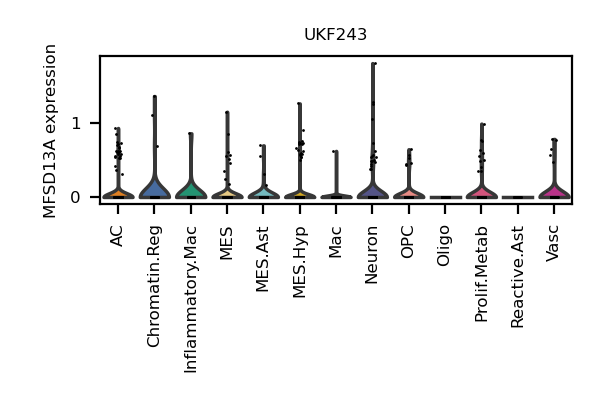 UKF243
MFSD13A expression
1
0
AC
Chromatin.Reg
Inflammatory.Mac
MES
MES.Ast
MES.Hyp
Mac
Neuron
OPC
Oligo
Prolif.Metab
Reactive.Ast
Vasc